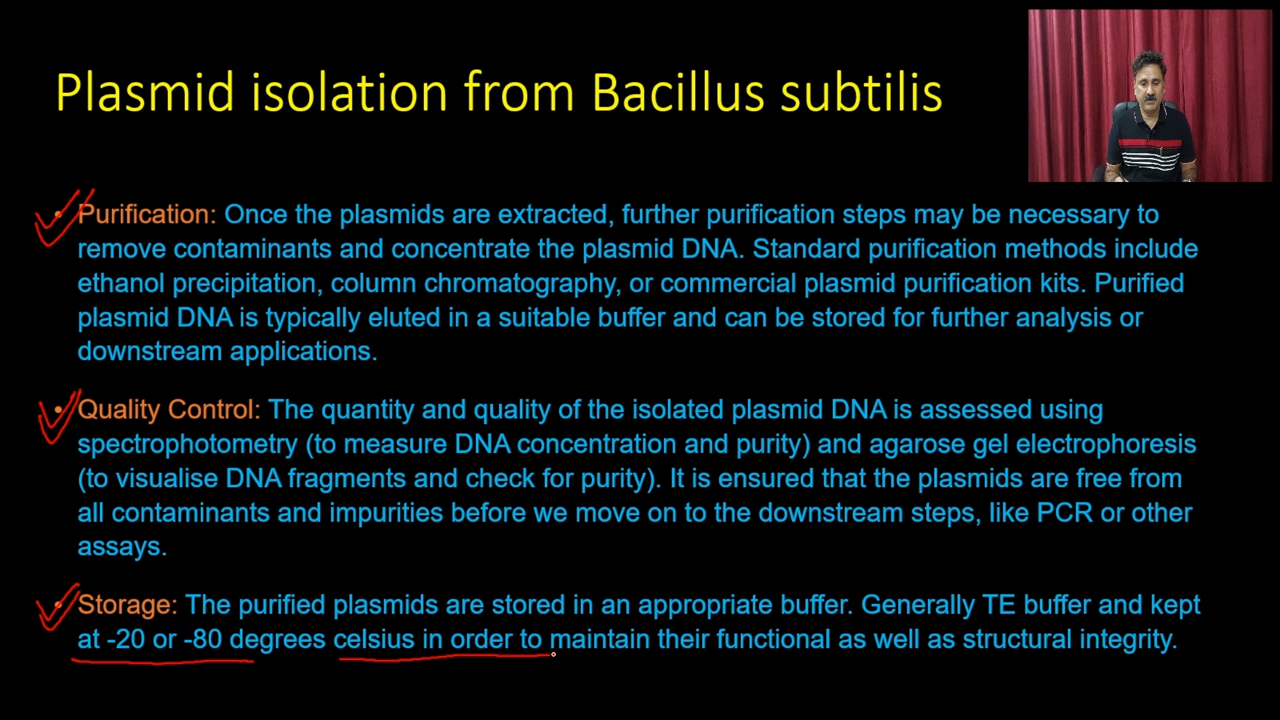 Plasmid isolation from Bacillus subtilis
• Purification: Once the plasmids are extracted, further purification steps may be necessary to
remove contaminants and concentrate the plasmid DNA. Standard purification methods include
ethanol precipitation, column chromatography, or commercial plasmid purification kits. Purified
plasmid DNA is typically eluted in a suitable buffer and can be stored for further analysis or
downstream applications.
• Quality Control: The quantity and quality of the isolated plasmid DNA is assessed using
spectrophotometry (to measure DNA concentration and purity) and agarose gel electrophoresis
(to visualise DNA fragments and check for purity). It is ensured that the plasmids are free from
all contaminants and impurities before we move on to the downstream steps, like PCR or other
assays.
• Storage: The purified plasmids are stored in an appropriate buffer. Generally TE buffer and kept
at -20 or -80 degrees celsius in order to maintain their functional as well as structural integrity.